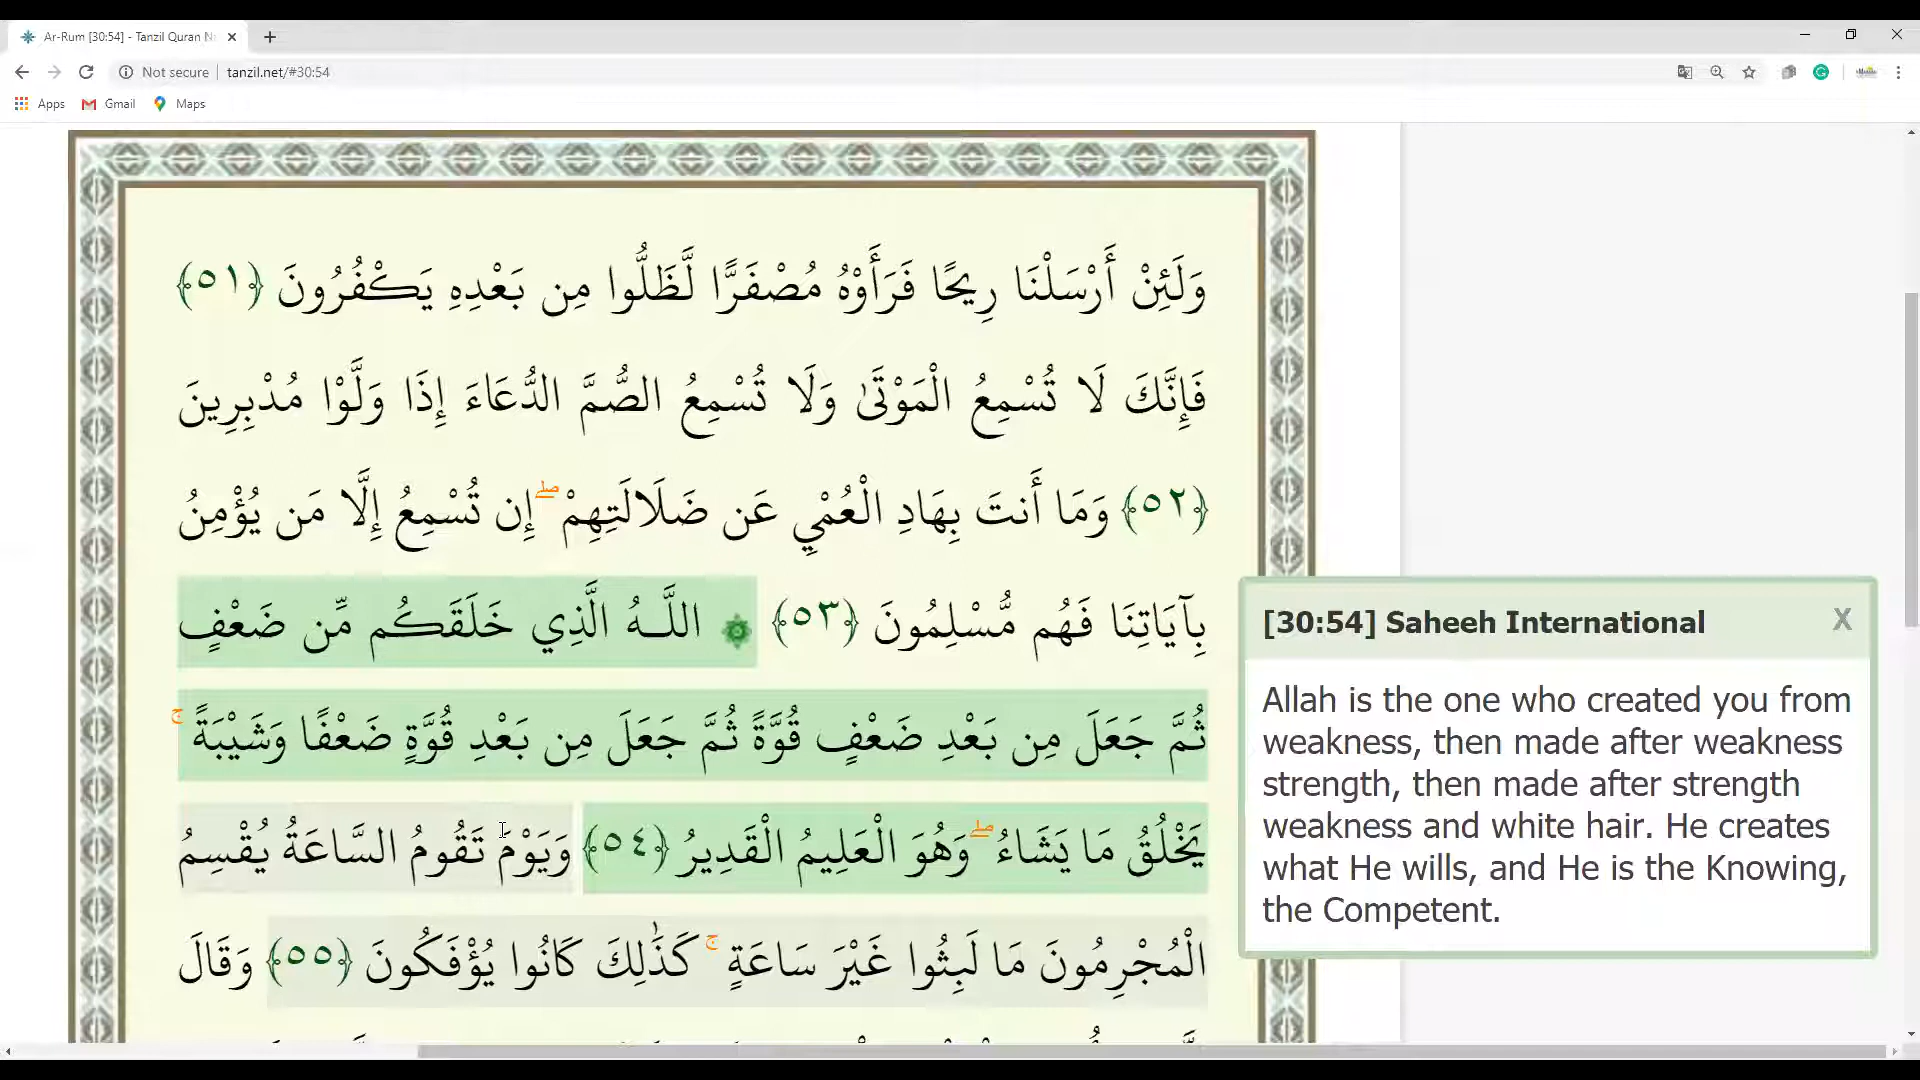 Ar-Rum [30:54] - Tanzil Quran N
Not secure
tanzil.net/#30:54
Apps
Gmail
Maps
وَلَئِنْ أَرْسَلْنَا رِيحًا فَرَأَوْهُ مُصْفَرًّا لَّظَلُّوا مِن بَعْدِهِ يَكْفُرُونَ ﴿٥١﴾
فَإِنَّكَ لَا تُسْمِعُ الْمَوْتَىٰ وَلَا تُسْمِعُ الصُّمَّ الدُّعَاءَ إِذَا وَلَّوْا مُدْبِرِينَ
﴿٥٢﴾ وَمَا أَنتَ بِهَادِ الْعُمْيِ عَن ضَلَالَتِهِمْ ۖ إِن تُسْمِعُ إِلَّا مَن يُؤْمِنُ
بِآيَاتِنَا فَهُم مُّسْلِمُونَ ﴿٥٣﴾ ۞ اللَّـهُ الَّذِي خَلَقَكُم مِّن ضَعْفٍ
ثُمَّ جَعَلَ مِن بَعْدِ ضَعْفٍ قُوَّةً ثُمَّ جَعَلَ مِن بَعْدِ قُوَّةٍ ضَعْفًا وَشَيْبَةً ۚ
يَخْلُقُ مَا يَشَاءُ ۖ وَهُوَ الْعَلِيمُ الْقَدِيرُ ﴿٥٤﴾ وَيَوْمَ تَقُومُ السَّاعَةُ يُقْسِمُ
الْمُجْرِمُونَ مَا لَبِثُوا غَيْرَ سَاعَةٍ ۚ كَذَٰلِكَ كَانُوا يُؤْفَكُونَ ﴿٥٥﴾ وَقَالَ
[30:54] Saheeh International
X
Allah is the one who created you from
weakness, then made after weakness
strength, then made after strength
weakness and white hair. He creates
what He wills, and He is the Knowing,
the Competent.